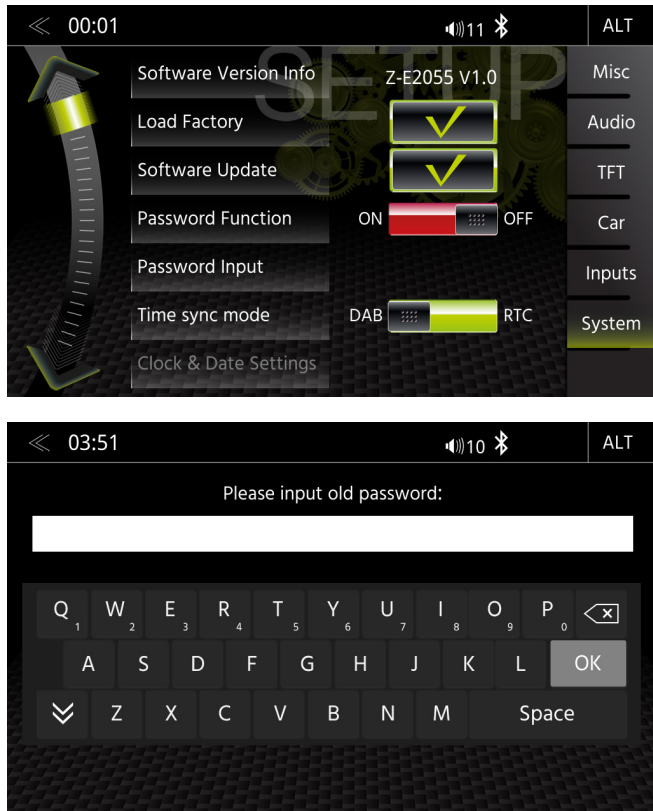 00:01 11 ALT
SETUP
Software Version Info Z-E2055 V1.0 Misc
Load Factory Audio
Software Update TFT
Password Function ON OFF Car
Password Input Inputs
Time sync mode DAB RTC System
Clock & Date Settings
03:51 10 ALT
Please input old password:
Q 1 W 2 E 3 R 4 T 5 Y 6 U 7 I 8 O 9 P 0
A S D F G H J K L OK
Z X C V B N M Space